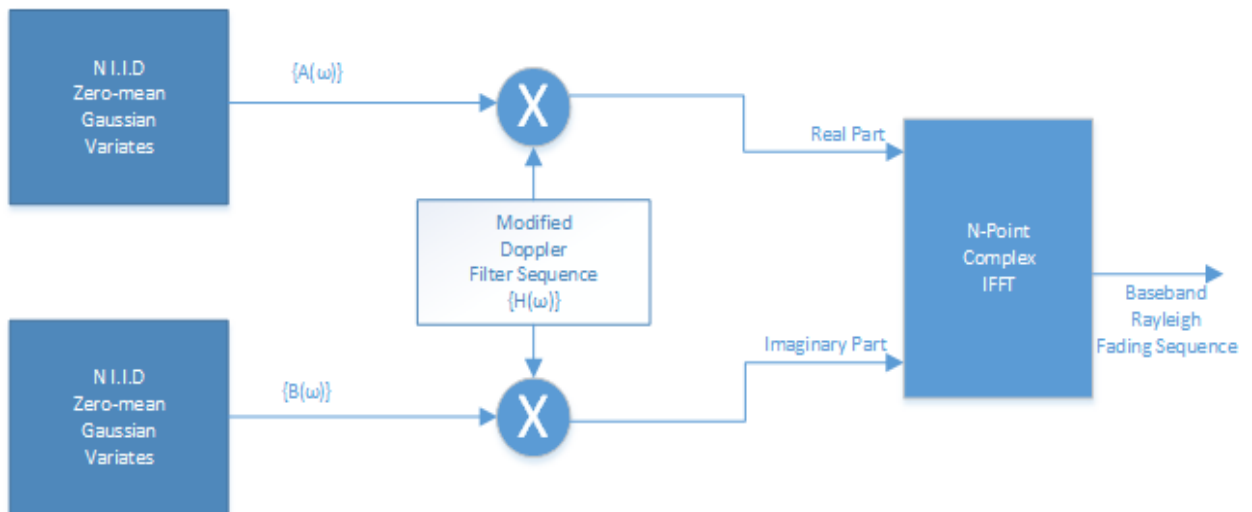 N I.I.D
Zero-mean
Gaussian
Variates
{A(ω)}
X
Real Part
Modified
Doppler
Filter Sequence
{H(ω)}
N-Point
Complex
IFFT
Baseband
Rayleigh
Fading Sequence
Imaginary Part
N I.I.D
Zero-mean
Gaussian
Variates
{B(ω)}
X